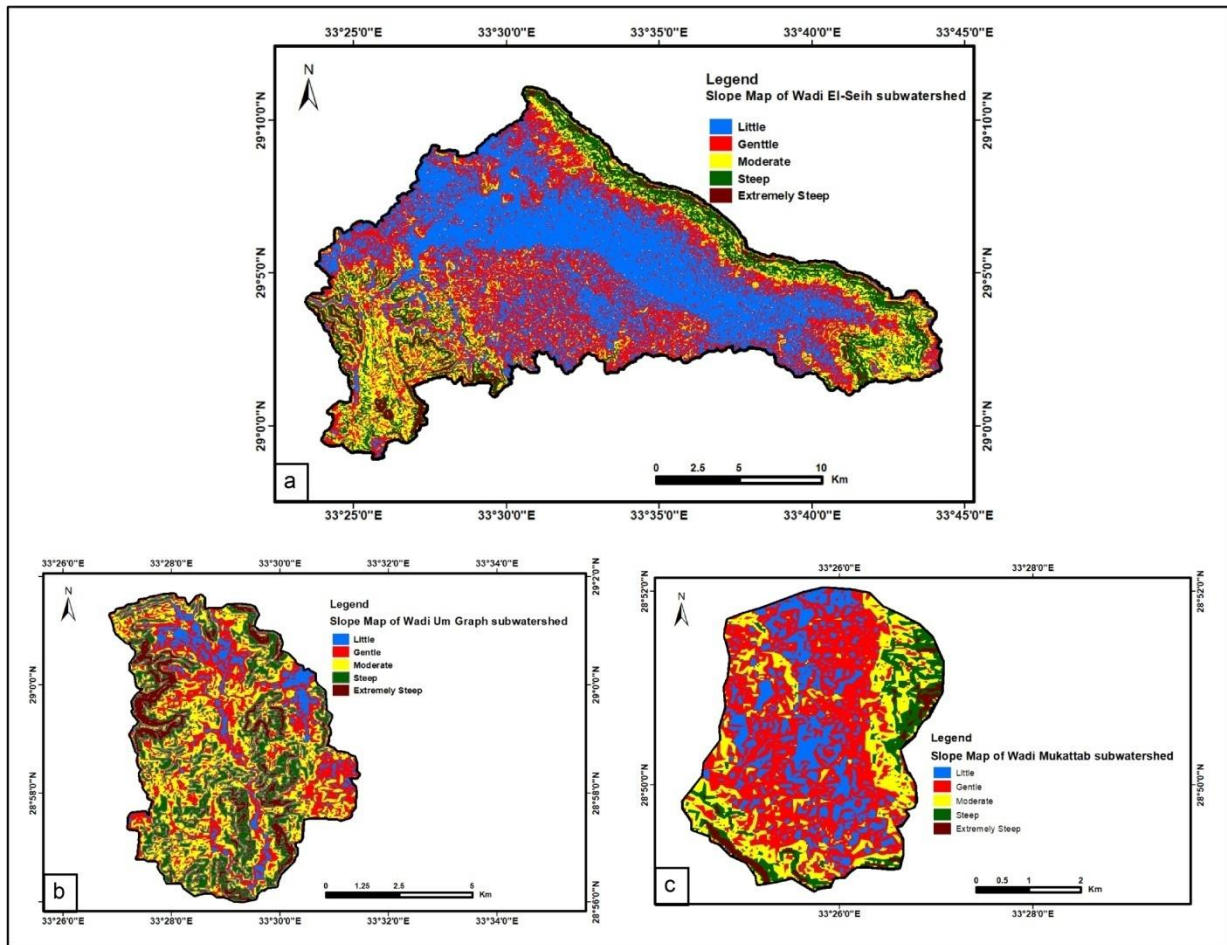 33°25'0"E 33°30'0"E 33°35'0"E 33°40'0"E 33°45'0"E
N
Legend
Slope Map of Wadi El-Seih subwatershed
Little
Genttle
Moderate
Steep
Extremely Steep
29°10'0"N 29°10'0"N
29°5'0"N 29°5'0"N
29°0'0"N 29°0'0"N
0 2.5 5 10
Km
a
33°25'0"E 33°30'0"E 33°35'0"E 33°40'0"E 33°45'0"E
33°26'0"E 33°28'0"E 33°30'0"E 33°32'0"E 33°34'0"E
29°2'0"N
N
Legend
Slope Map of Wadi Um Graph subwatershed
Little
Gentle
Moderate
Steep
Extremely Steep
29°0'0"N
28°58'0"N
28°56'0"N
0 1.25 2.5 5
Km
b
33°26'0"E 33°28'0"E 33°30'0"E 33°32'0"E 33°34'0"E
33°26'0"E 33°28'0"E
28°52'0"N 28°52'0"N
N
Legend
Slope Map of Wadi Mukattab subwatershed
Little
Gentle
Moderate
Steep
Extremely Steep
28°50'0"N 28°50'0"N
0 0.5 1 2
Km
c
33°26'0"E 33°28'0"E